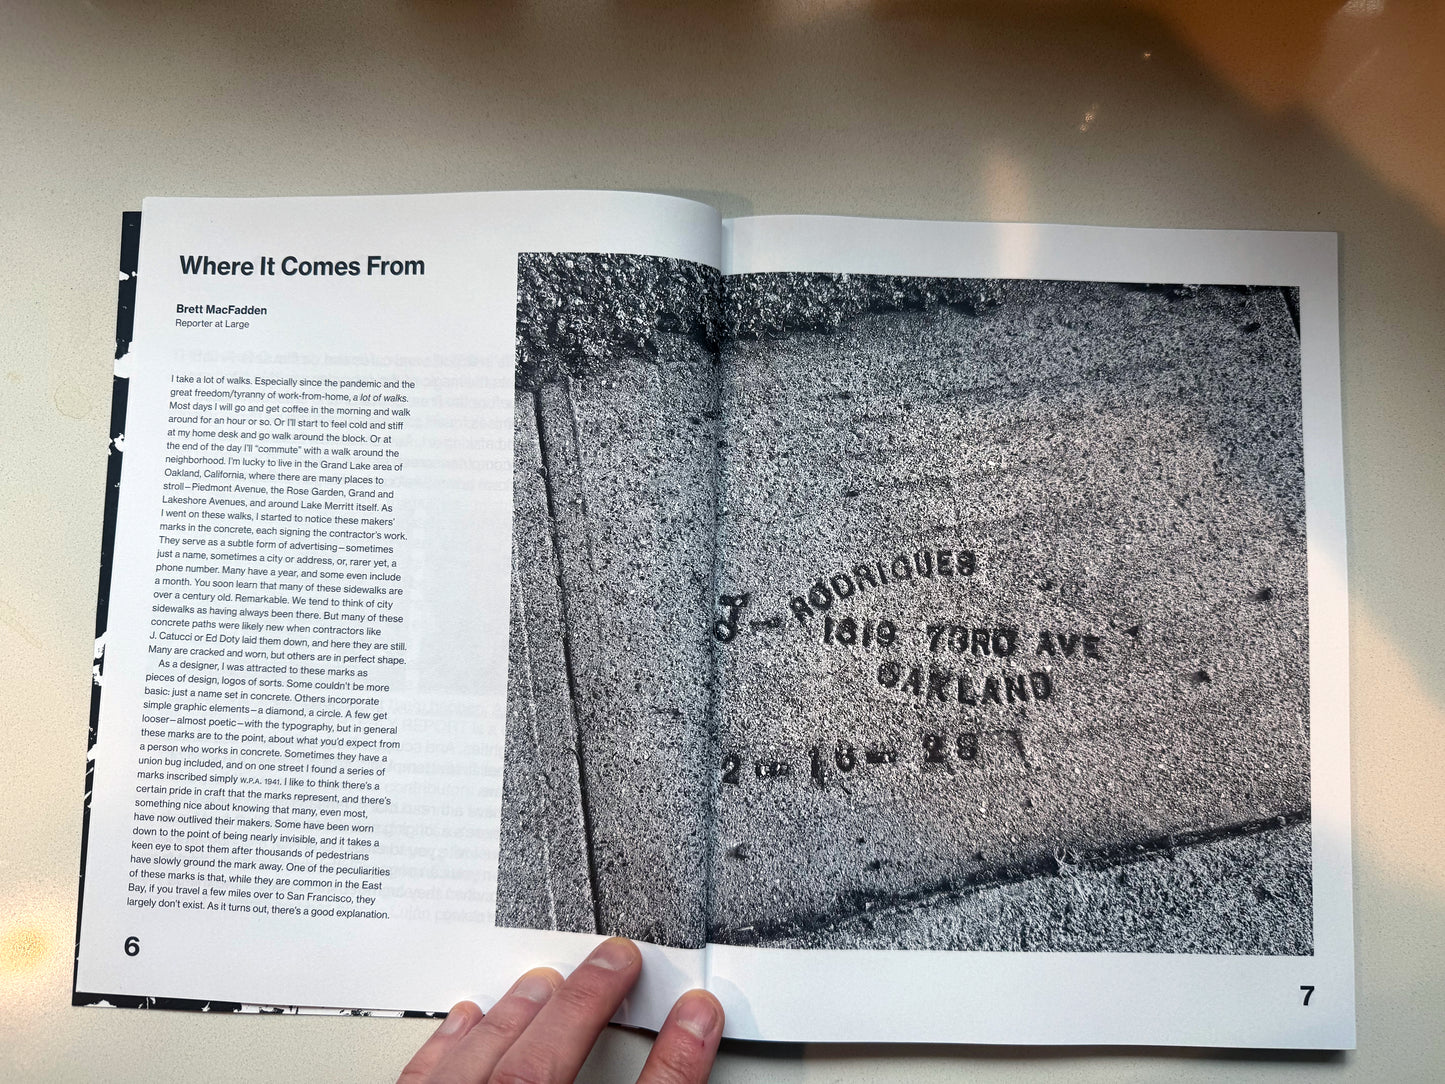 Where It Comes From
Brett MacFadden
Reporter at Large
I take a lot of walks. Especially since the pandemic and the
great freedom/tyranny of work-from-home, a lot of walks.
Most days I will go and get coffee in the morning and walk
around for an hour or so. Or I'll start to feel cold and stiff
at my home desk and go walk around the block. Or at
the end of the day I'll “commute” with a walk around the
neighborhood. I'm lucky to live in the Grand Lake area of
Oakland, California, where there are many places to
stroll—Piedmont Avenue, the Rose Garden, Grand and
Lakeshore Avenues, and around Lake Merritt itself. As
I went on these walks, I started to notice these makers'
marks in the concrete, each signing the contractor's work.
They serve as a subtle form of advertising—sometimes
just a name, sometimes a city or address, or, rarer yet, a
phone number. Many have a year, and some even include
a month. You soon learn that many of these sidewalks are
over a century old. Remarkable. We tend to think of city
sidewalks as having always been there. But many of these
concrete paths were likely new when contractors like
J. Catucci or Ed Doty laid them down, and here they are still.
Many are cracked and worn, but others are in perfect shape.
As a designer, I was attracted to these marks as
pieces of design, logos of sorts. Some couldn't be more
basic: just a name set in concrete. Others incorporate
simple graphic elements—a diamond, a circle. A few get
looser—almost poetic—with the typography, but in general
these marks are to the point, about what you'd expect from
a person who works in concrete. Sometimes they have a
union bug included, and on one street I found a series of
marks inscribed simply W.P.A. 1941. I like to think there's a
certain pride in craft that the marks represent, and there's
something nice about knowing that many, even most,
have now outlived their makers. Some have been worn
down to the point of being nearly invisible, and it takes a
keen eye to spot them after thousands of pedestrians
have slowly ground the mark away. One of the peculiarities
of these marks is that, while they are common in the East
Bay, if you travel a few miles over to San Francisco, they
largely don't exist. As it turns out, there's a good explanation.
6
J—RODRIQUES
1819 73RD AVE
OAKLAND
2—16—28
7